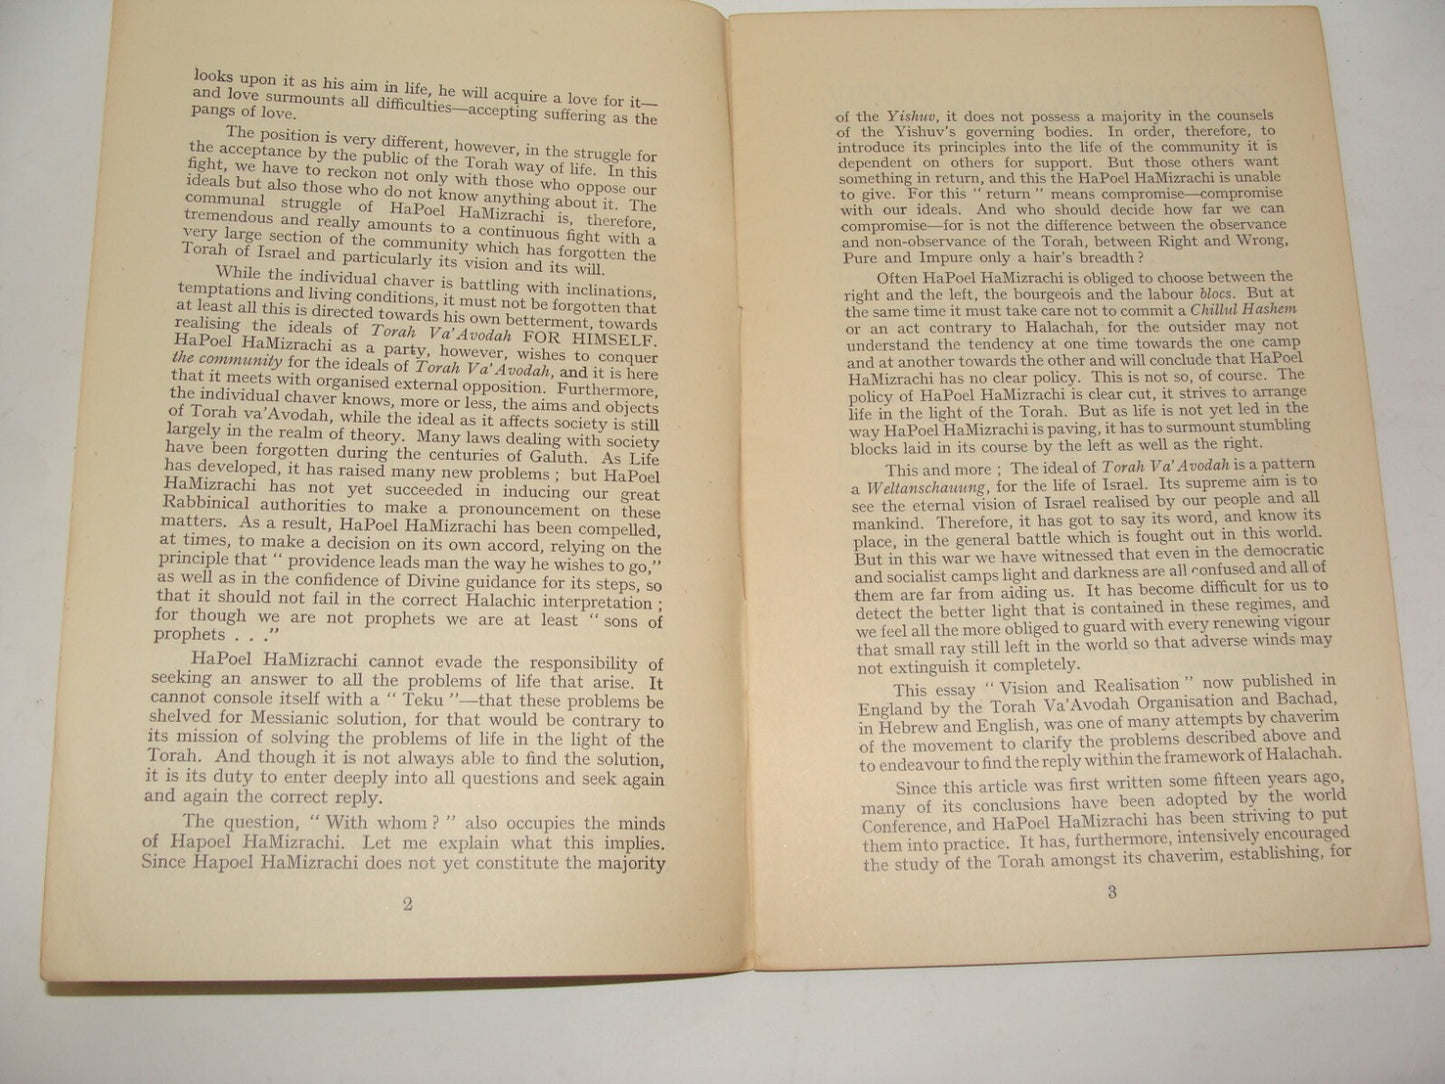 looks upon it as his aim in life, he will acquire a love for it—
and love surmounts all difficulties—accepting suffering as the
pangs of love.
The position is very different, however, in the struggle for
the acceptance by the public of the Torah way of life. In this
fight, we have to reckon not only with those who oppose our
ideals but also those who do not know anything about it. The
communal struggle of HaPoel HaMizrachi is, therefore,
tremendous and really amounts to a continuous fight with a
very large section of the community which has forgotten the
Torah of Israel and particularly its vision and its will.
While the individual chaver is battling with inclinations,
temptations and living conditions, it must not be forgotten that
at least all this is directed towards his own betterment, towards
realising the ideals of Torah Va'Avodah FOR HIMSELF.
HaPoel HaMizrachi as a party, however, wishes to conquer
the community for the ideals of Torah Va'Avodah, and it is here
that it meets with organised external opposition. Furthermore,
the individual chaver knows, more or less, the aims and objects
of Torah va'Avodah, while the ideal as it affects society is still
largely in the realm of theory. Many laws dealing with society
have been forgotten during the centuries of Galuth. As Life
has developed, it has raised many new problems ; but HaPoel
HaMizrachi has not yet succeeded in inducing our great
Rabbinical authorities to make a pronouncement on these
matters. As a result, HaPoel HaMizrachi has been compelled,
at times, to make a decision on its own accord, relying on the
principle that " providence leads man the way he wishes to go,"
as well as in the confidence of Divine guidance for its steps, so
that it should not fail in the correct Halachic interpretation ;
for though we are not prophets we are at least " sons of
prophets . . ."
HaPoel HaMizrachi cannot evade the responsibility of
seeking an answer to all the problems of life that arise. It
cannot console itself with a " Teku "—that these problems be
shelved for Messianic solution, for that would be contrary to
its mission of solving the problems of life in the light of the
Torah. And though it is not always able to find the solution,
it is its duty to enter deeply into all questions and seek again
and again the correct reply.
The question, " With whom ? " also occupies the minds
of Hapoel HaMizrachi. Let me explain what this implies.
Since Hapoel HaMizrachi does not yet constitute the majority
2
of the Yishuv, it does not possess a majority in the counsels
of the Yishuv's governing bodies. In order, therefore, to
introduce its principles into the life of the community it is
dependent on others for support. But those others want
something in return, and this the HaPoel HaMizrachi is unable
to give. For this " return " means compromise—compromise
with our ideals. And who should decide how far we can
compromise—for is not the difference between the observance
and non-observance of the Torah, between Right and Wrong,
Pure and Impure only a hair's breadth ?
Often HaPoel HaMizrachi is obliged to choose between the
right and the left, the bourgeois and the labour blocs. But at
the same time it must take care not to commit a Chillul Hashem
or an act contrary to Halachah, for the outsider may not
understand the tendency at one time towards the one camp
and at another towards the other and will conclude that HaPoel
HaMizrachi has no clear policy. This is not so, of course. The
policy of HaPoel HaMizrachi is clear cut, it strives to arrange
life in the light of the Torah. But as life is not yet led in the
way HaPoel HaMizrachi is paving, it has to surmount stumbling
blocks laid in its course by the left as well as the right.
This and more ; The ideal of Torah Va' Avodah is a pattern
a Weltanschauung, for the life of Israel. Its supreme aim is to
see the eternal vision of Israel realised by our people and all
mankind. Therefore, it has got to say its word, and know its
place, in the general battle which is fought out in this world.
But in this war we have witnessed that even in the democratic
and socialist camps light and darkness are all confused and all of
them are far from aiding us. It has become difficult for us to
detect the better light that is contained in these regimes, and
we feel all the more obliged to guard with every renewing vigour
that small ray still left in the world so that adverse winds may
not extinguish it completely.
This essay " Vision and Realisation " now published in
England by the Torah Va'Avodah Organisation and Bachad,
in Hebrew and English, was one of many attempts by chaverim
of the movement to clarify the problems described above and
to endeavour to find the reply within the framework of Halachah.
Since this article was first written some fifteen years ago,
many of its conclusions have been adopted by the world
Conference, and HaPoel HaMizrachi has been striving to put
them into practice. It has, furthermore, intensively encouraged
the study of the Torah amongst its chaverim, establishing, for
3